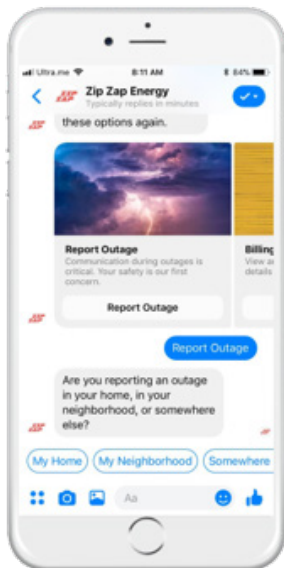 Ultra.me 8:11 AM 84%
Zip Zap Energy
Typically replies in minutes
these options again.
Report Outage
Communication during outages is
critical. Your safety is our first
concern.
Report Outage
Billing
View a
details
Report Outage
Are you reporting an outage
in your home, in your
neighborhood, or somewhere
else?
My Home My Neighborhood Somewhere
Aa